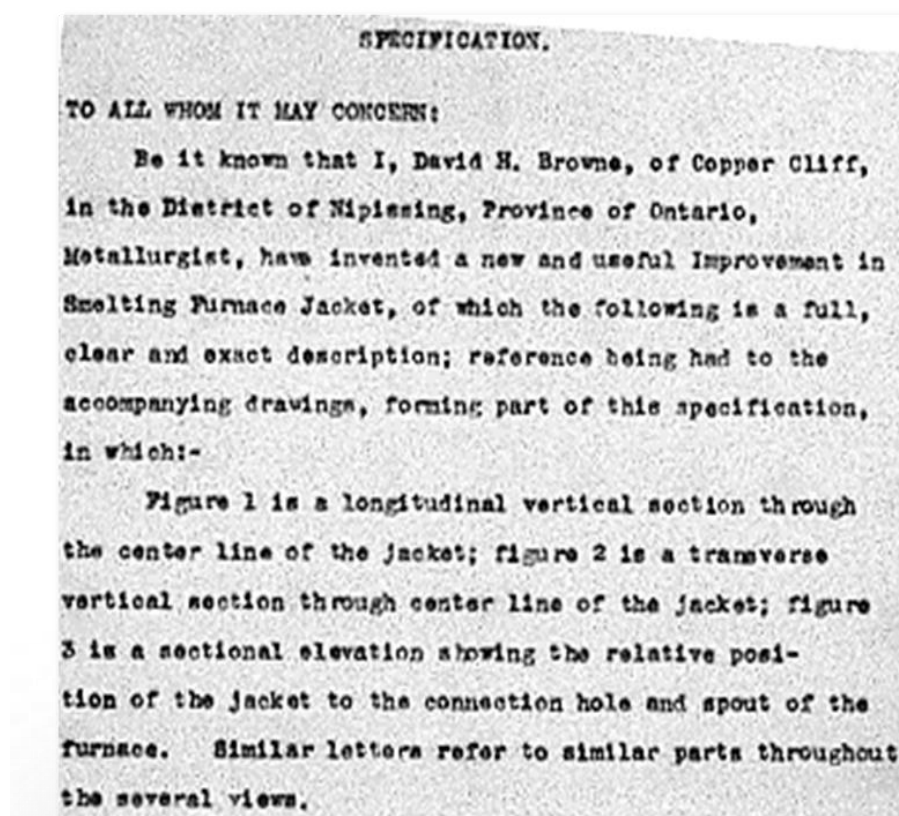 SPECIFICATION.
TO ALL WHOM IT MAY CONCERN:
Be it known that I, David H. Browne, of Copper Cliff,
in the District of Nipissing, Province of Ontario,
Metallurgist, have invented a new and useful Improvement in
Smelting Furnace Jacket, of which the following is a full,
clear and exact description; reference being had to the
accompanying drawings, forming part of this specification,
in which:-
Figure 1 is a longitudinal vertical section through
the center line of the jacket; figure 2 is a transverse
vertical section through center line of the jacket; figure
3 is a sectional elevation showing the relative posi-
tion of the jacket to the connection hole and spout of the
furnace. Similar letters refer to similar parts throughout
the several views.